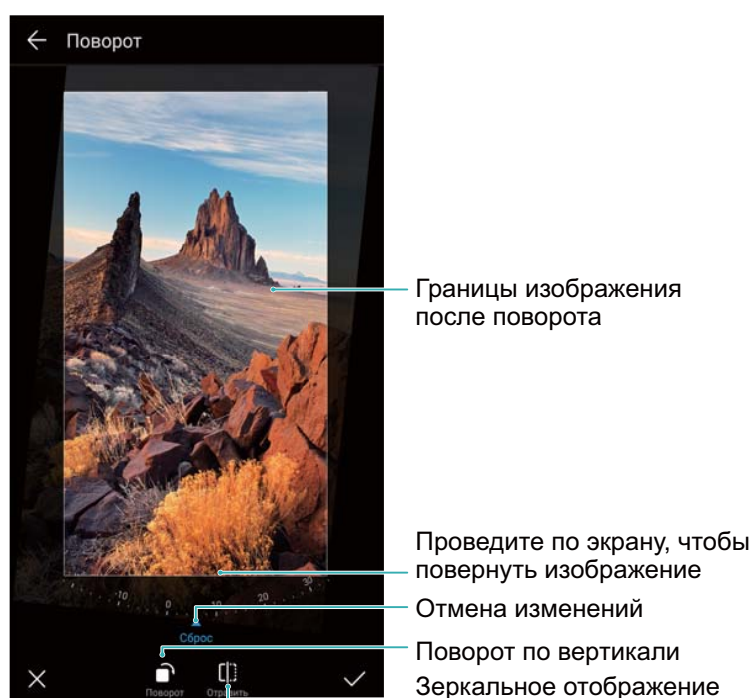 Поворот
Границы изображения
после поворота
Проведите по экрану, чтобы
повернуть изображение
10 0 10 20 30
Отмена изменений
Сброс
Поворот по вертикали
Поворот Отразить
Зеркальное отображение